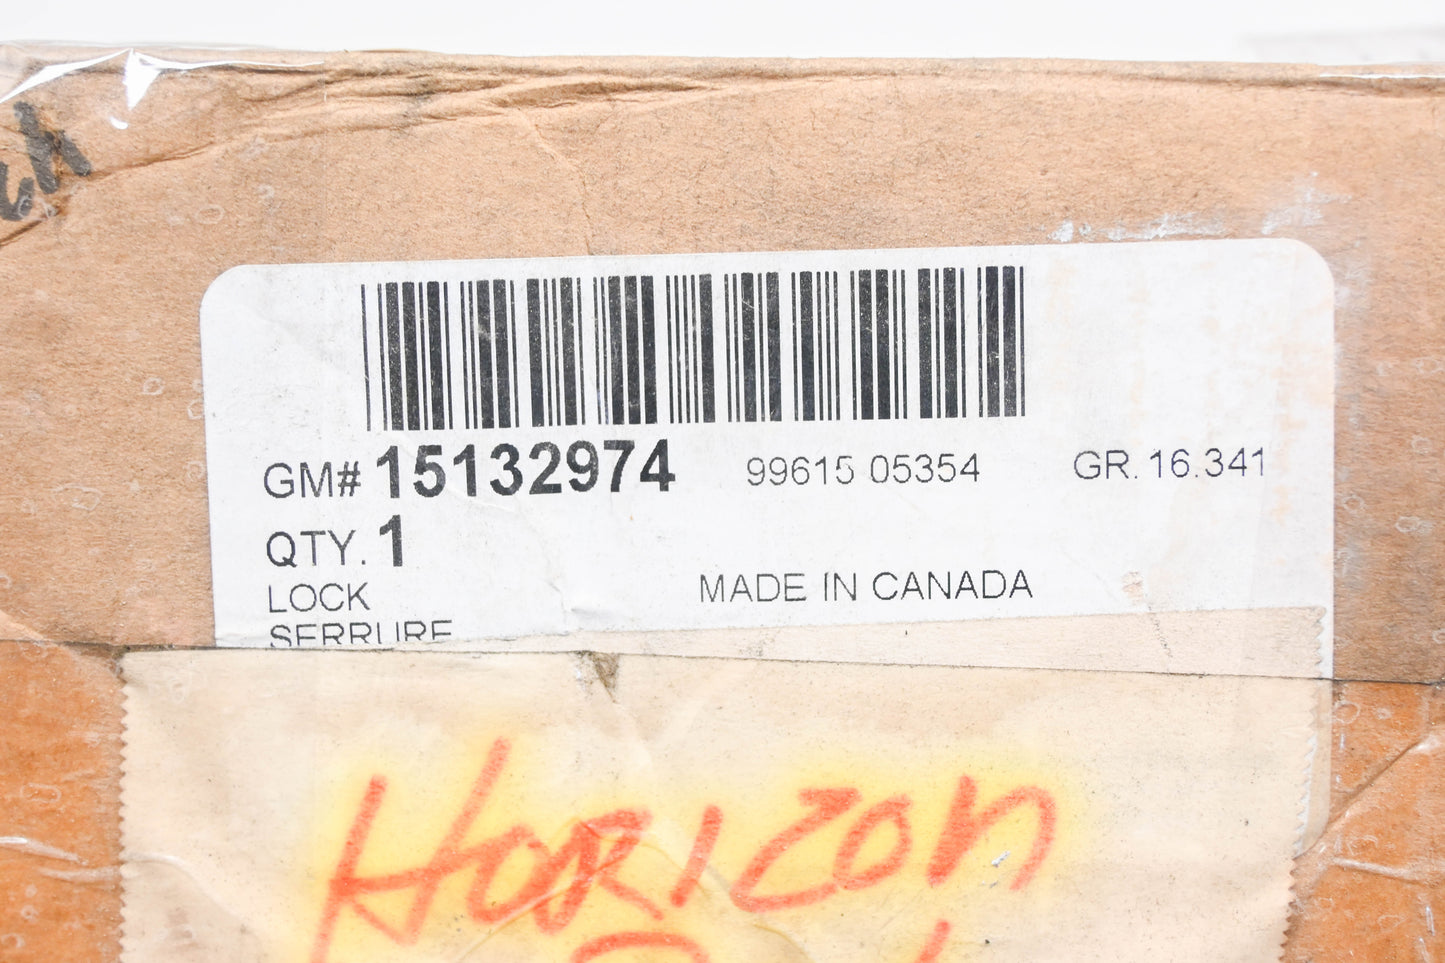 GM# 15132974 99615 05354 GR. 16.341
QTY. 1
LOCK MADE IN CANADA
SERRURE
HORIZON